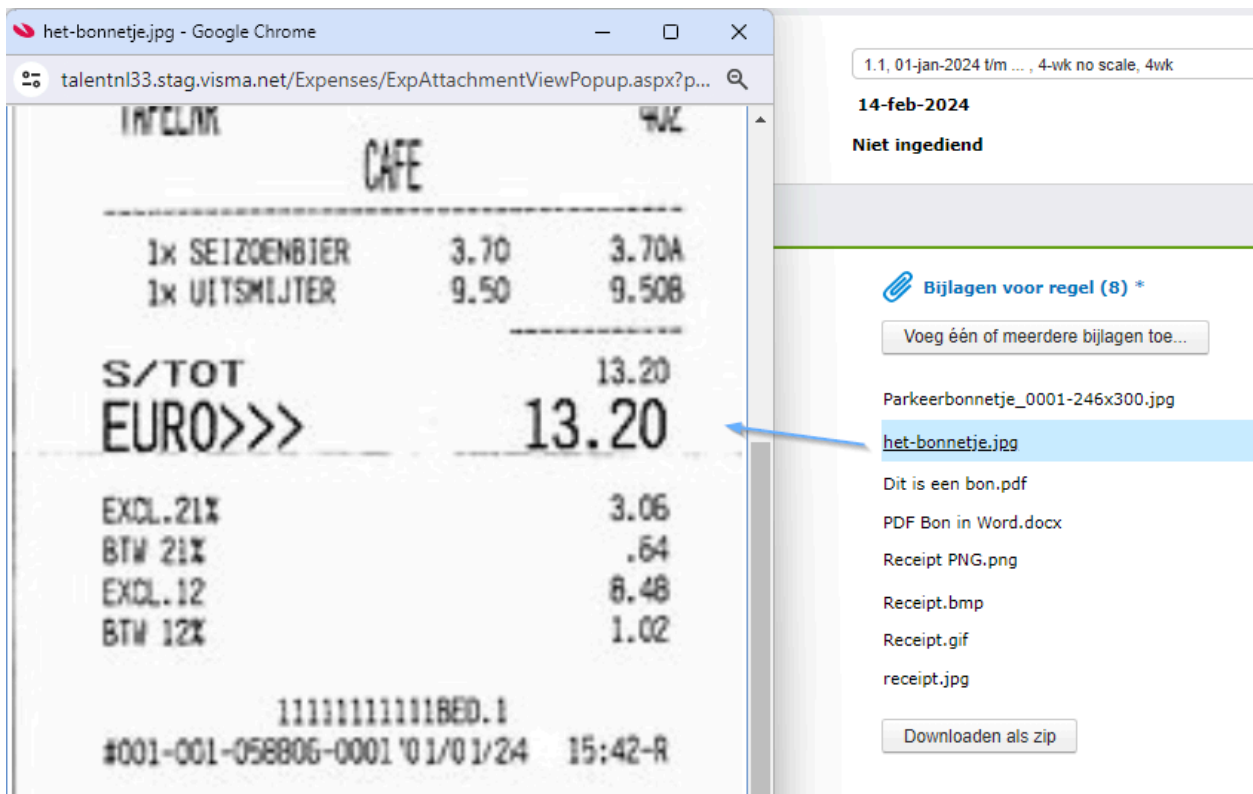 het-bonnetje.jpg - Google Chrome
talentnl33.stag.visma.net/Expenses/ExpAttachmentViewPopup.aspx?p...
TAFELNR 402
CAFE
1x SEIZOENBIER 3.70 3.70A
1x UITSMIJTER 9.50 9.50B
S/TOT 13.20
EURO>>> 13.20
EXCL.21% 3.06
BTW 21% .64
EXCL.12 8.48
BTW 12% 1.02
11111111111BED.1
#001-001-058806-0001'01/01/24 15:42-R
1.1, 01-jan-2024 t/m ... , 4-wk no scale, 4wk
14-feb-2024
Niet ingediend
Bijlagen voor regel (8) *
Voeg één of meerdere bijlagen toe...
Parkeerbonnetje_0001-246x300.jpg
het-bonnetje.jpg
Dit is een bon.pdf
PDF Bon in Word.docx
Receipt PNG.png
Receipt.bmp
Receipt.gif
receipt.jpg
Downloaden als zip